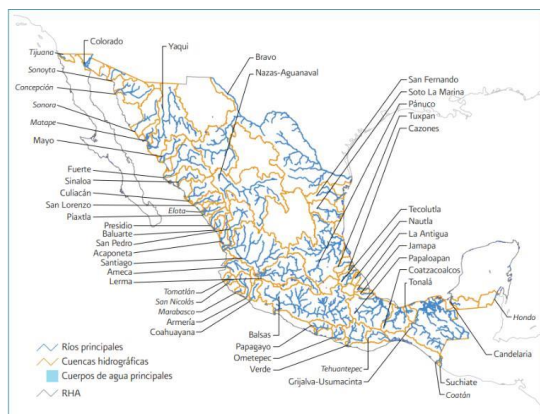 Colorado
Tijuana
Sonoyta
Concepción
Sonora
Matape
Mayo
Yaqui
Bravo
Nazas-Aguanaval
San Fernando
Soto La Marina
Pánuco
Tuxpan
Cazones
Fuerte
Sinaloa
Culiacán
San Lorenzo
Elota
Piaxtla
Presidio
Baluarte
San Pedro
Acaponeta
Santiago
Ameca
Lerma
Tomatlán
San Nicolás
Marabasco
Armería
Coahuayana
Tecolutla
Nautla
La Antigua
Jamapa
Papaloapan
Coatzacoalcos
Tonalá
Hondo
Candelaria
Balsas
Papagayo
Ometepec
Verde
Tehuantepec
Grijalva-Usumacinta
Suchiate
Coatán
Ríos principales
Cuencas hidrográficas
Cuerpos de agua principales
RHA